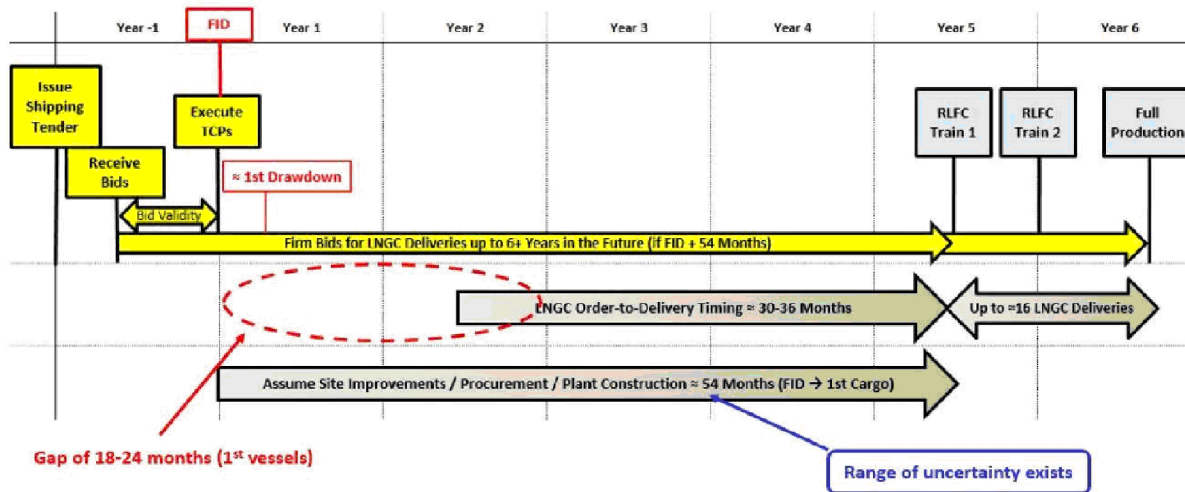 Year -1
FID
Year 1
Year 2
Year 3
Year 4
Year 5
Year 6
Issue
Shipping
Tender
Execute
TCPs
RLFC
Train 1
RLFC
Train 2
Full
Production
Receive
Bids
≈ 1st Drawdown
Bid Validity
Firm Bids for LNGC Deliveries up to 6+ Years in the Future (if FID + 54 Months)
LNGC Order-to-Delivery Timing ≈ 30-36 Months
Up to ≈16 LNGC Deliveries
Assume Site Improvements / Procurement / Plant Construction ≈ 54 Months (FID → 1st Cargo)
Gap of 18-24 months (1st vessels)
Range of uncertainty exists